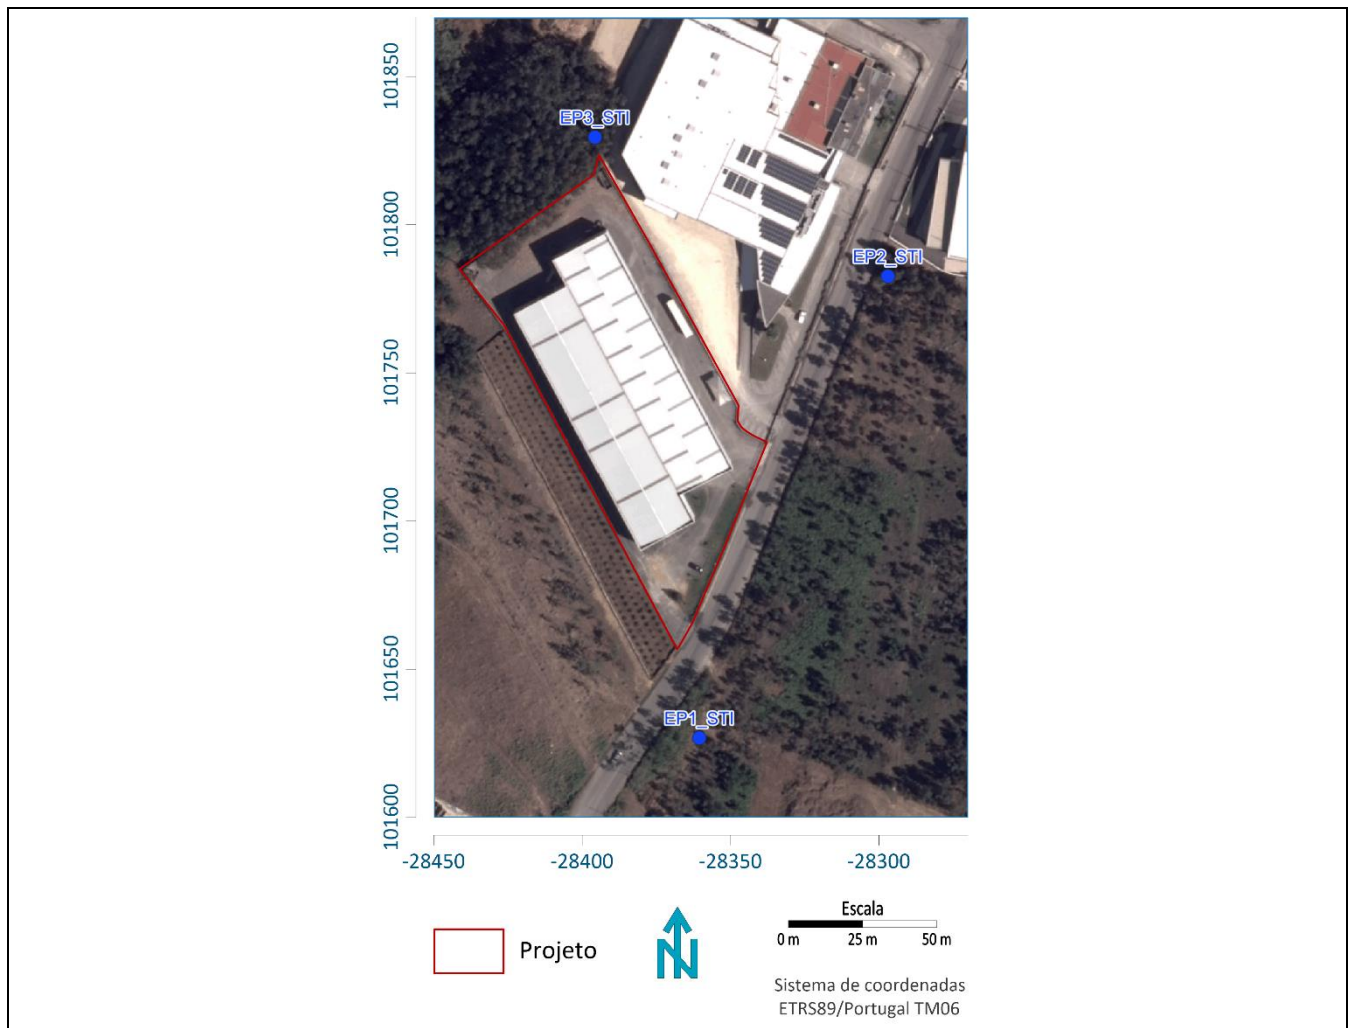 101850
EP3_STI
101800
EP2_STI
101750
101700
101650
EP1_STI
101600
-28450
-28400
-28350
-28300
Projeto
N
Escala
0 m
25 m
50 m
Sistema de coordenadas
ETRS89/Portugal TM06